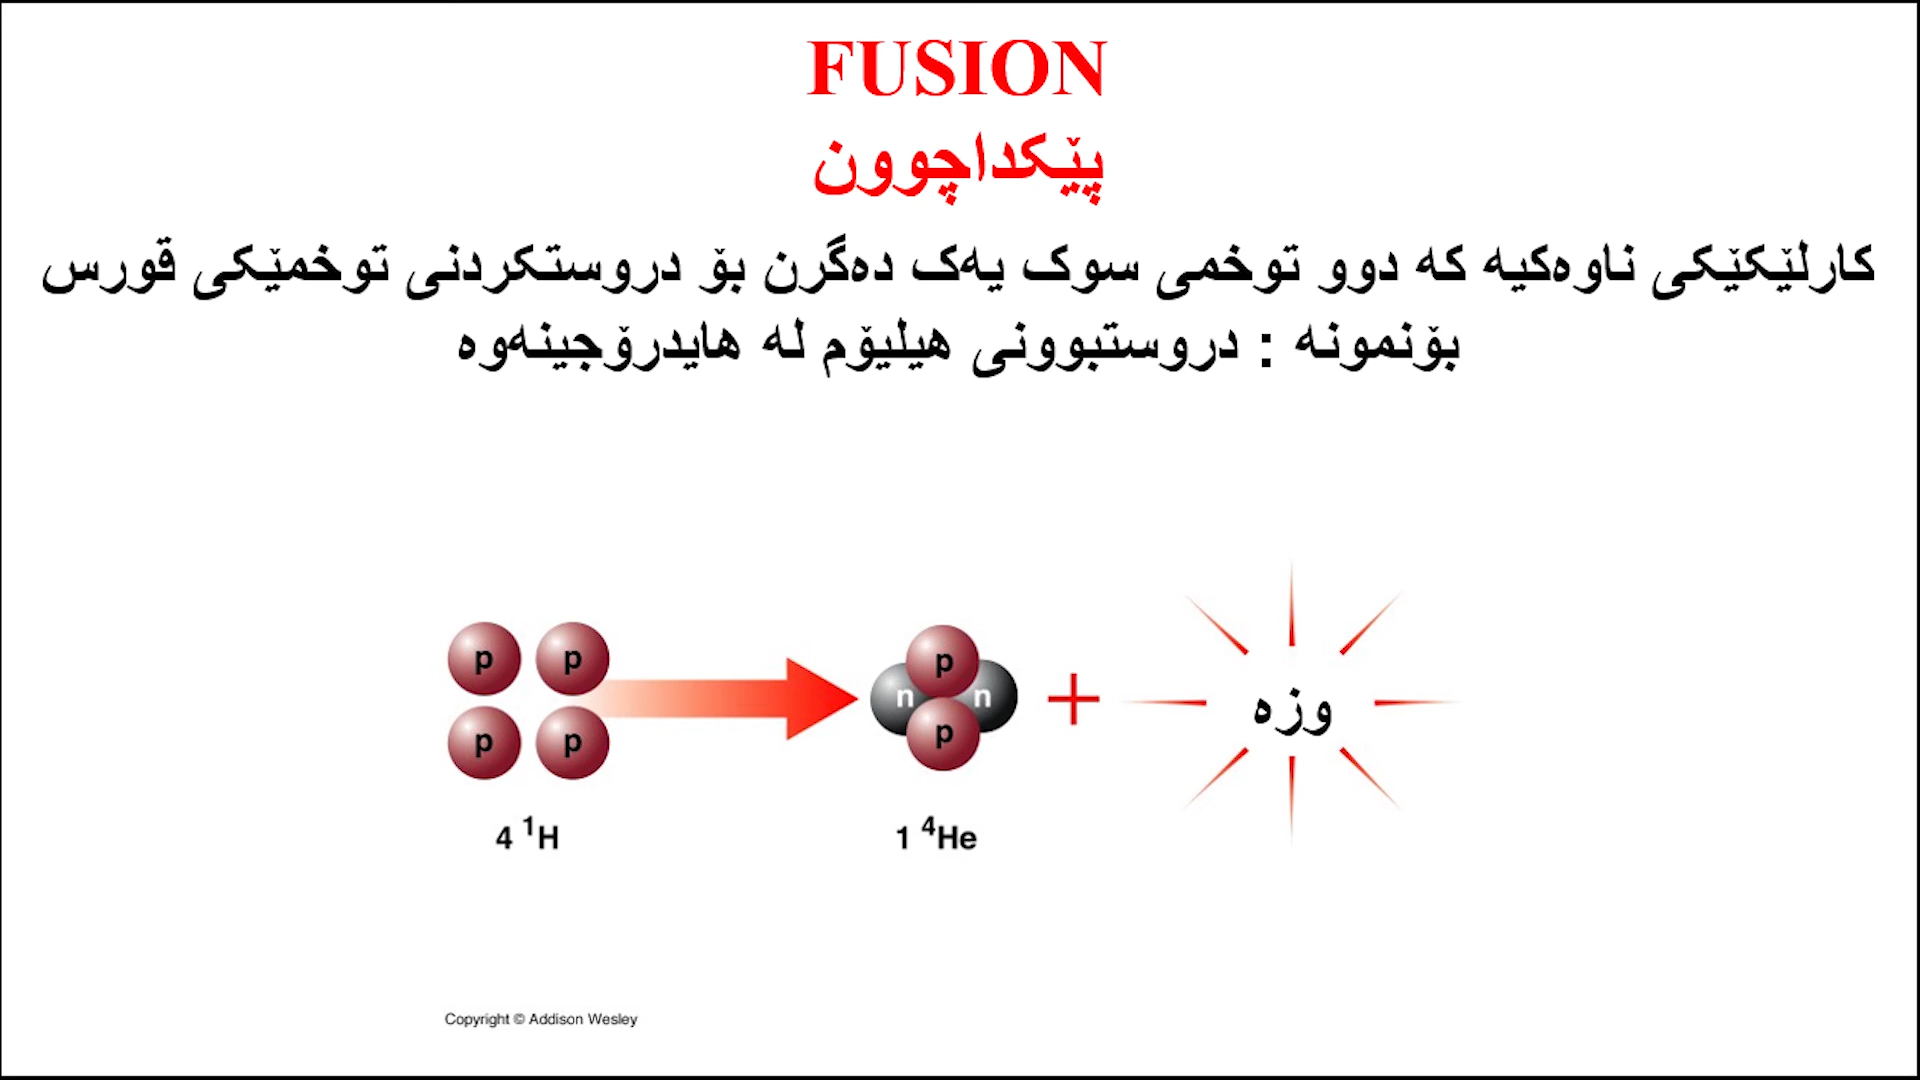 FUSION
پێکداچوون
کارلێکێکی ناوەکیە کە دوو توخمی سوک یەک دەگرن بۆ دروستکردنی توخمێکی قورس
بۆنمونە : دروستبوونی هیلیۆم لە هایدرۆجینەوە
p p
p p
p
n n
p
+
وزە
4 ¹H
1 ⁴He
Copyright © Addison Wesley